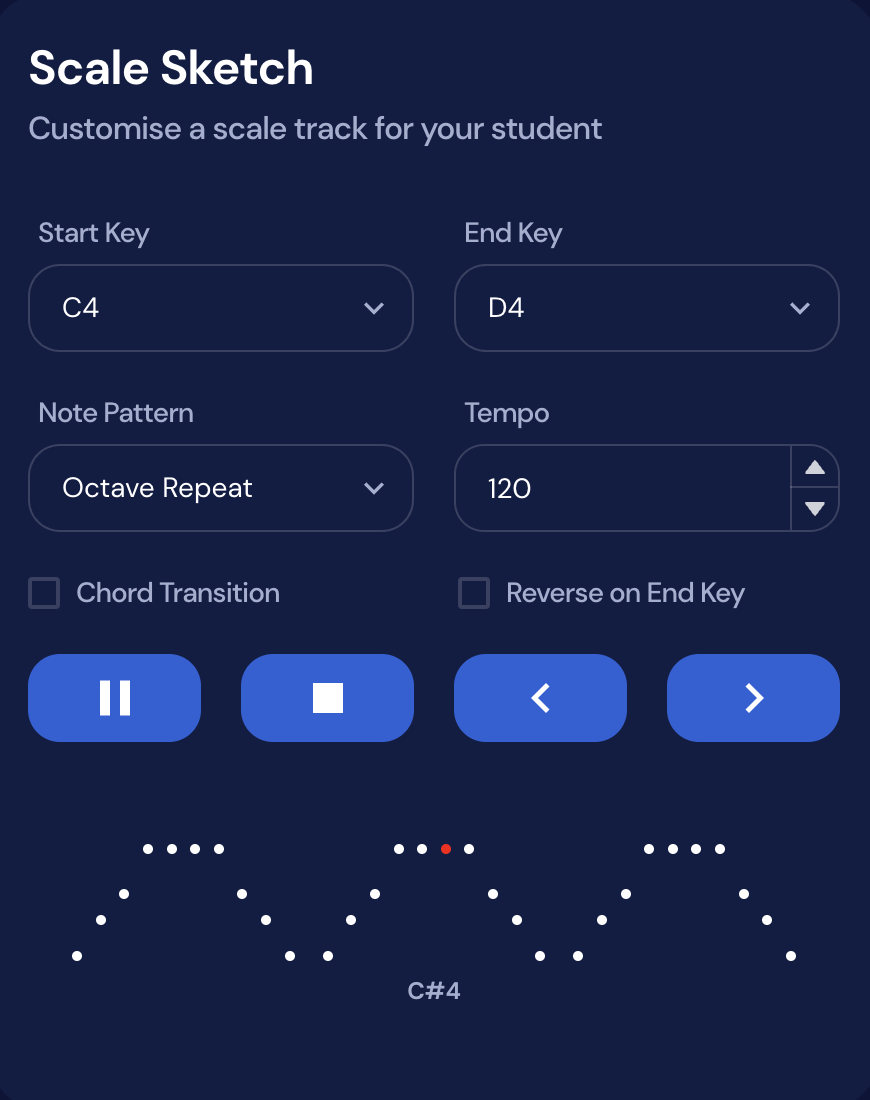 Scale Sketch
Customise a scale track for your student
Start Key
End Key
C4
D4
Note Pattern
Tempo
Octave Repeat
120
Chord Transition
Reverse on End Key
C#4